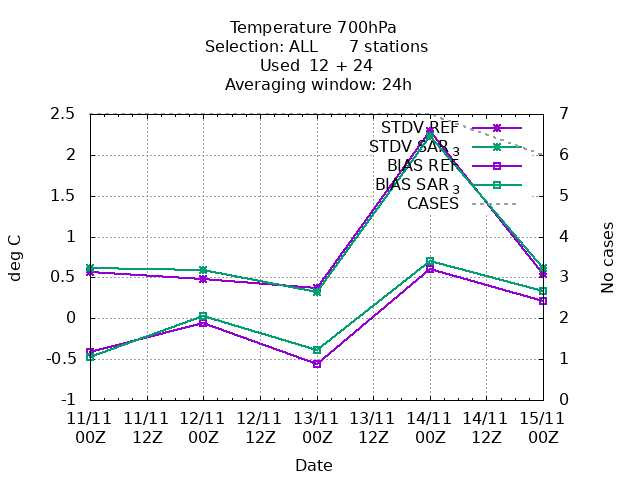 Temperature 700hPa
Selection: ALL 7 stations
Used 12 + 24
Averaging window: 24h
2.5
2
1.5
1
0.5
0
-0.5
-1
7
6
5
4
3
2
1
0
deg C
No cases
STDV REF
STDV SAR 3
BIAS REF
BIAS SAR 3
CASES
11/11 11/11 12/11 12/11 13/11 13/11 14/11 14/11 15/11
00Z 12Z 00Z 12Z 00Z 12Z 00Z 12Z 00Z
Date